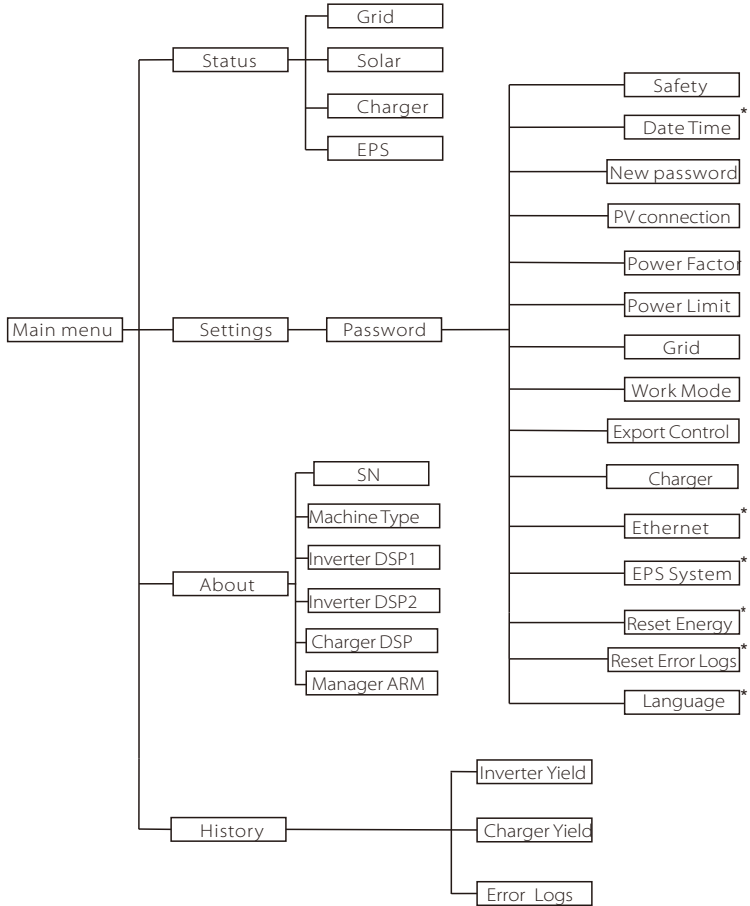 Main menu
Status
Grid
Solar
Charger
EPS
Settings
Password
Safety
Date Time *
New password
PV connection
Power Factor
Power Limit
Grid
Work Mode
Export Control
Charger
Ethernet *
EPS System *
Reset Energy *
Reset Error Logs *
Language *
About
SN
Machine Type
Inverter DSP1
Inverter DSP2
Charger DSP
Manager ARM
History
Inverter Yield
Charger Yield
Error Logs